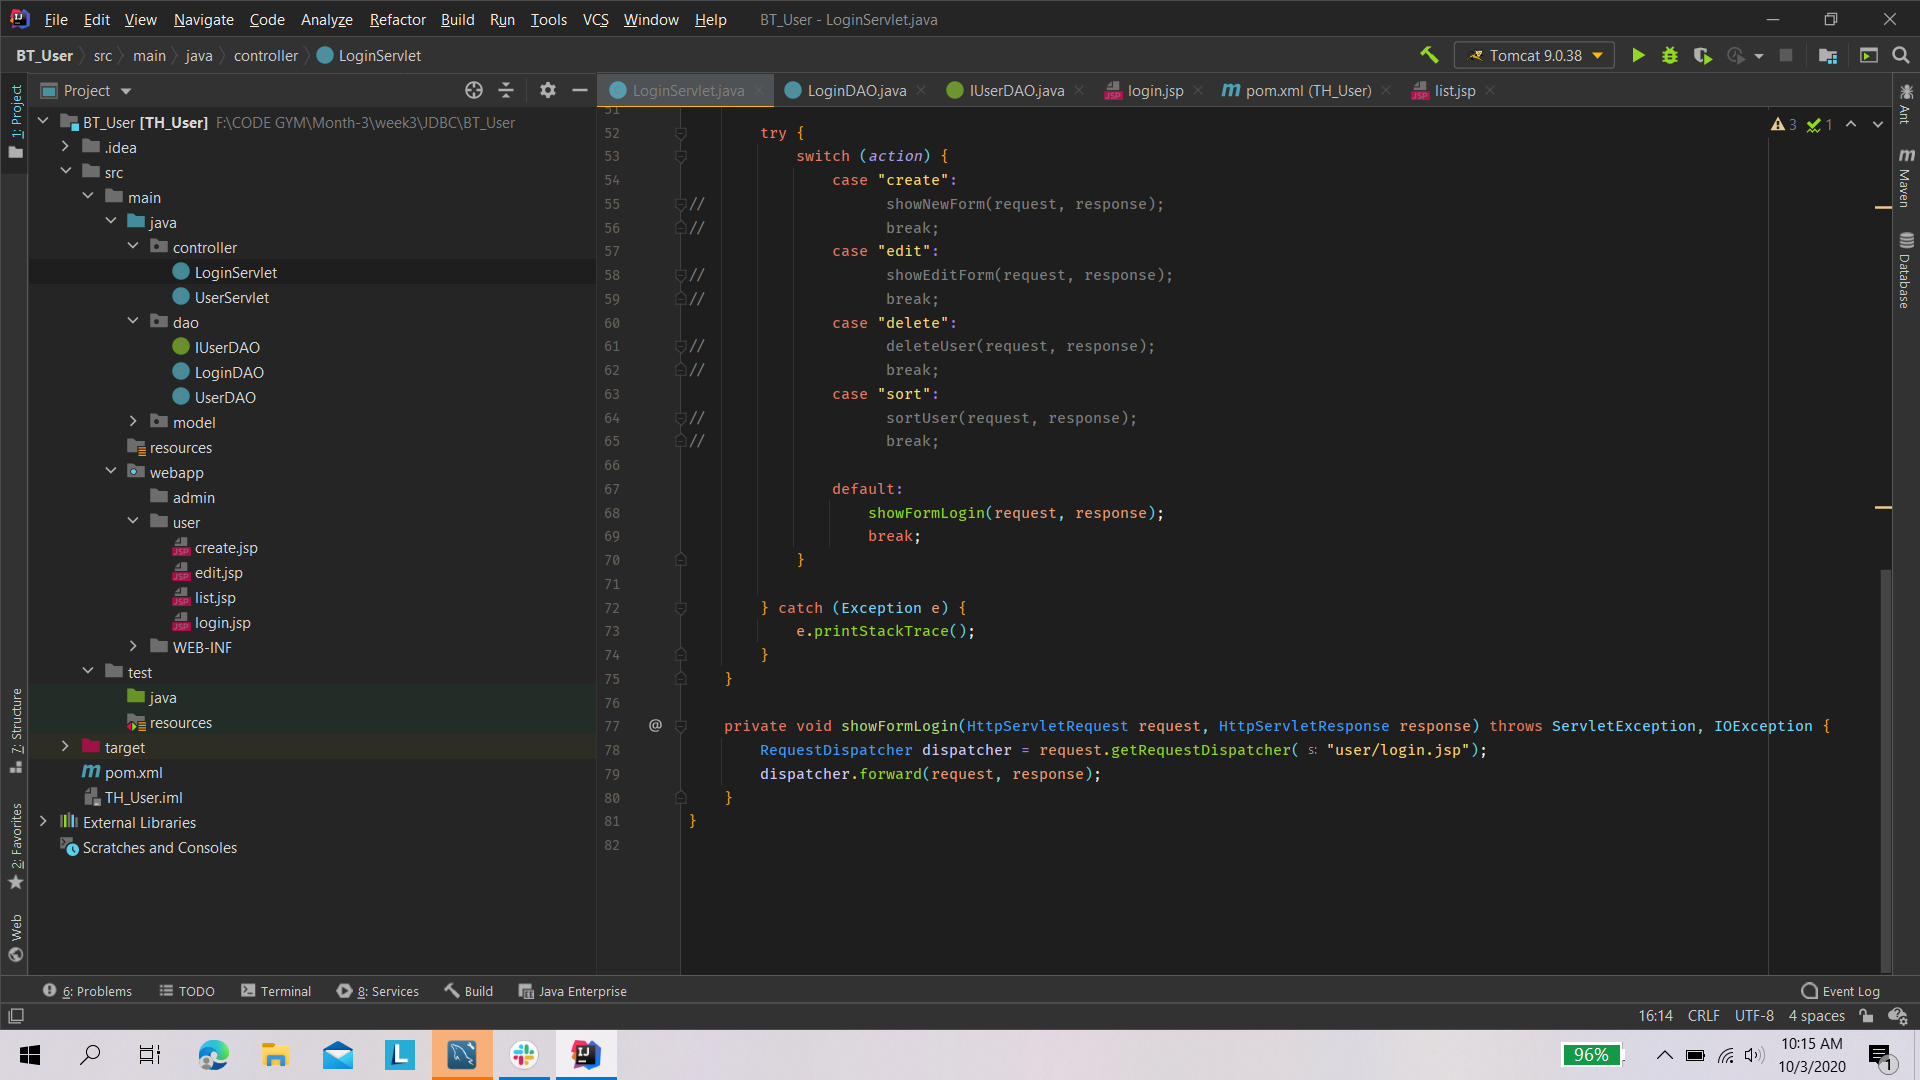 File Edit View Navigate Code Analyze Refactor Build Run Tools VCS Window Help BT_User - LoginServlet.java
BT_User src main java controller LoginServlet Tomcat 9.0.38
Project
LoginServlet.java LoginDAO.java IUserDAO.java login.jsp pom.xml (TH_User) list.jsp
1: Project
7: Structure
2: Favorites
Web
BT_User [TH_User] F:\CODE GYM\Month-3\week3\JDBC\BT_User
.idea
src
main
java
controller
LoginServlet
UserServlet
dao
IUserDAO
LoginDAO
UserDAO
model
resources
webapp
admin
user
create.jsp
edit.jsp
list.jsp
login.jsp
WEB-INF
test
java
resources
target
pom.xml
TH_User.iml
External Libraries
Scratches and Consoles
51
52 try {
53 switch (action) {
54 case "create":
55 // showNewForm(request, response);
56 // break;
57 case "edit":
58 // showEditForm(request, response);
59 // break;
60 case "delete":
61 // deleteUser(request, response);
62 // break;
63 case "sort":
64 // sortUser(request, response);
65 // break;
66
67 default:
68 showFormLogin(request, response);
69 break;
70 }
71
72 } catch (Exception e) {
73 e.printStackTrace();
74 }
75 }
76
77 @ private void showFormLogin(HttpServletRequest request, HttpServletResponse response) throws ServletException, IOException {
78 RequestDispatcher dispatcher = request.getRequestDispatcher( s: "user/login.jsp");
79 dispatcher.forward(request, response);
80 }
81 }
82
3 1
Ant
Maven
Database
6: Problems TODO Terminal 8: Services Build Java Enterprise Event Log
16:14 CRLF UTF-8 4 spaces
96% 10:15 AM
10/3/2020
1